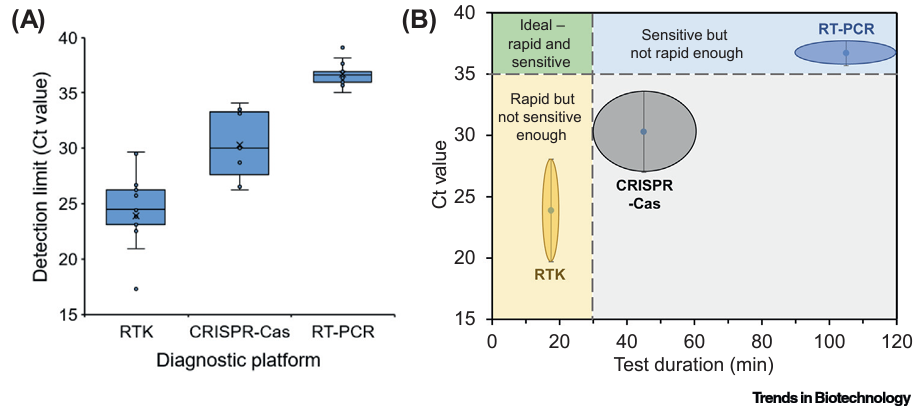 (A)
40
35
30
25
20
15
Detection limit (Ct value)
RTK
CRISPR-Cas
RT-PCR
Diagnostic platform
(B)
40
35
30
25
20
15
Ct value
Ideal –
rapid and
sensitive
Sensitive but
not rapid enough
RT-PCR
Rapid but
not sensitive
enough
CRISPR
-Cas
RTK
0
20
40
60
80
100
120
Test duration (min)
Trends in Biotechnology